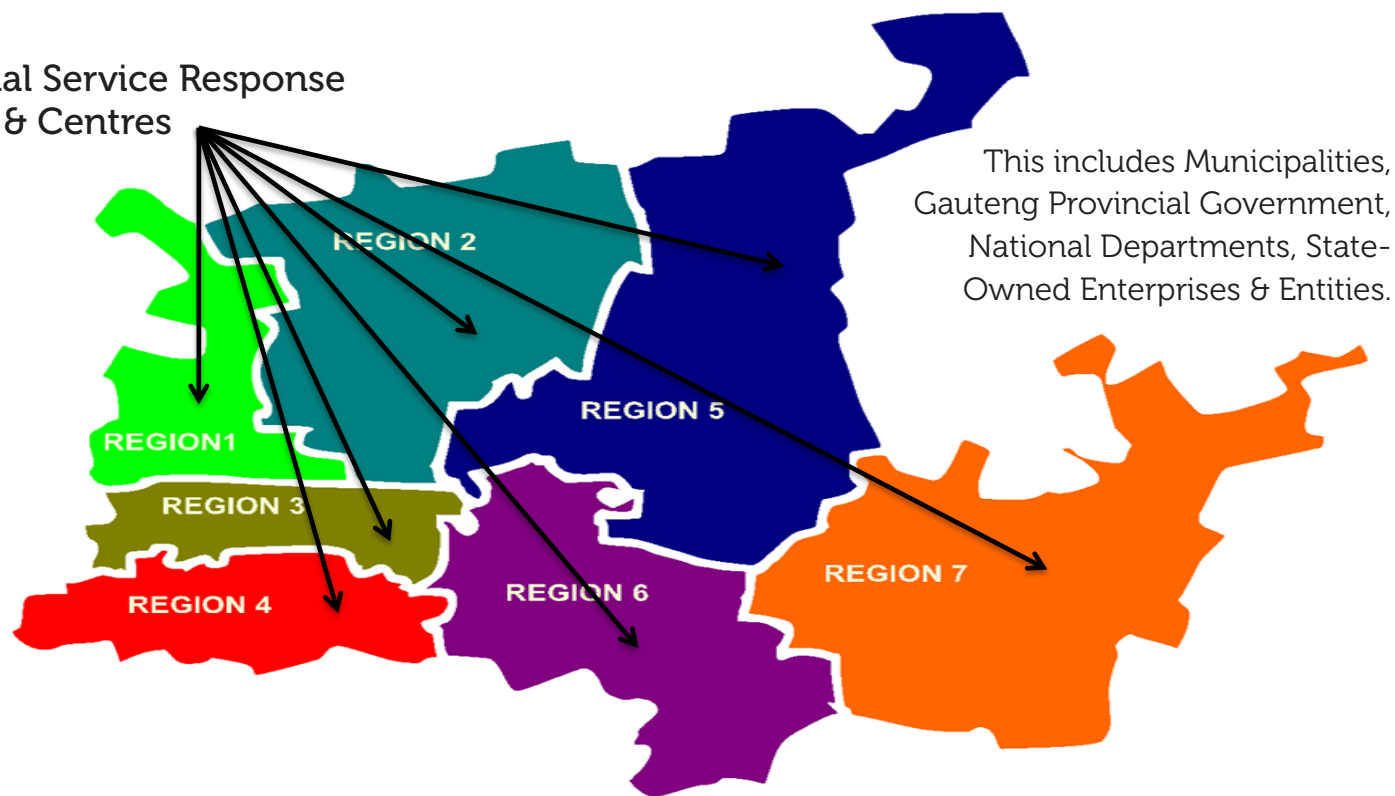 al Service Response
& Centres
This includes Municipalities,
Gauteng Provincial Government,
National Departments, State-
Owned Enterprises & Entities.
REGION 2
REGION 5
REGION1
REGION 3
REGION 7
REGION 6
REGION 4